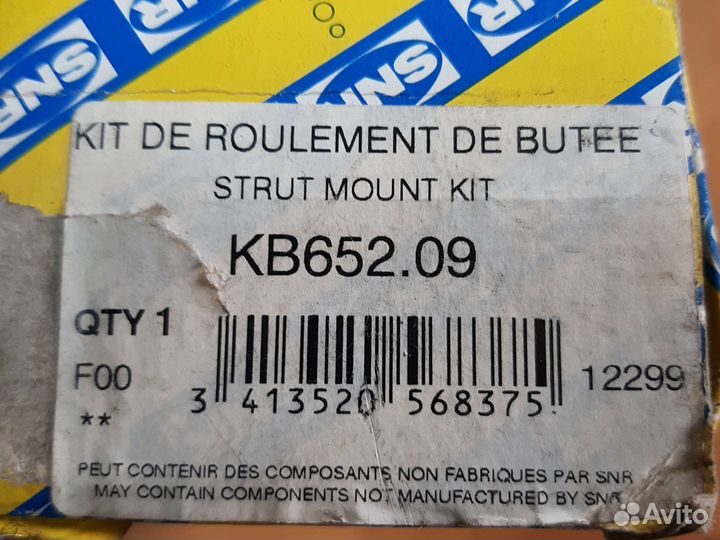 SNR
SNR
SNR
KIT DE ROULEMENT DE BUTEE
STRUT MOUNT KIT
KB652.09
QTY 1
F00
**
3 413520 568375
12299
PEUT CONTENIR DES COMPOSANTS NON FABRIQUES PAR SNR
MAY CONTAIN COMPONENTS NOT MANUFACTURED BY SNR
Avito